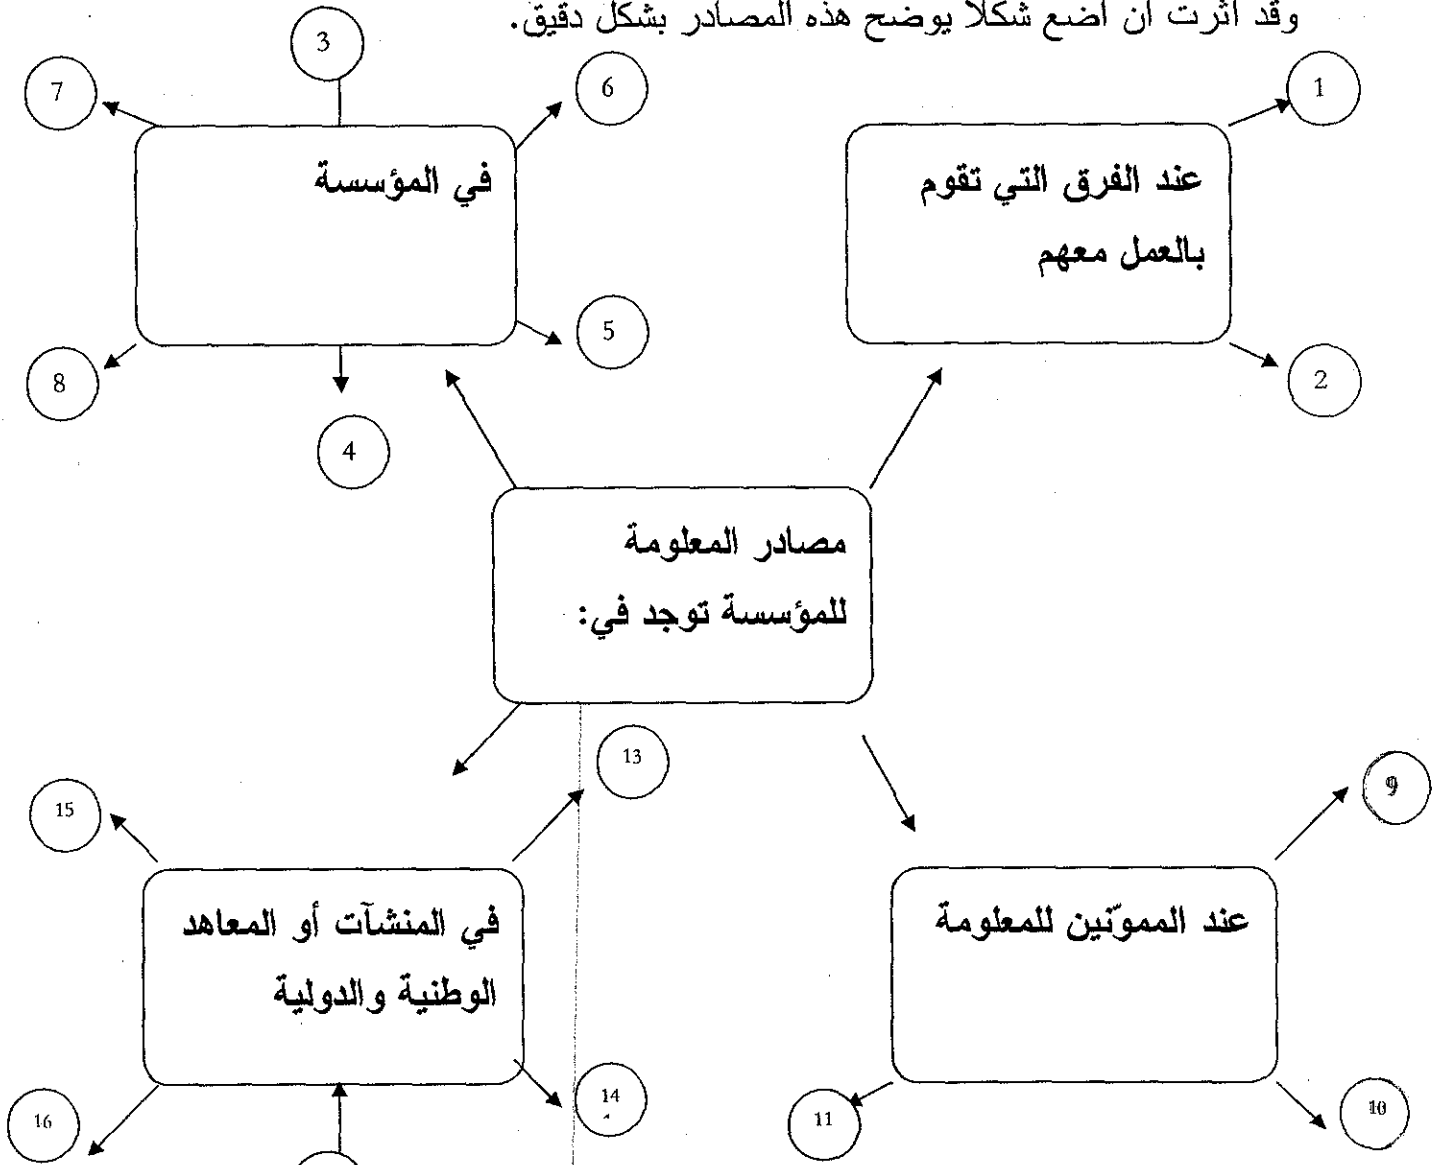 وقد آثرت أن أضع شكلا يوضح هذه المصادر بشكل دقيق.
3
7
6
1
في المؤسسة
عند الفرق التي تقوم
بالعمل معهم
5
8
2
4
مصادر المعلومة
للمؤسسة توجد في:
13
15
9
في المنشآت أو المعاهد
الوطنية والدولية
عند المموّنين للمعلومة
14
16
11
10